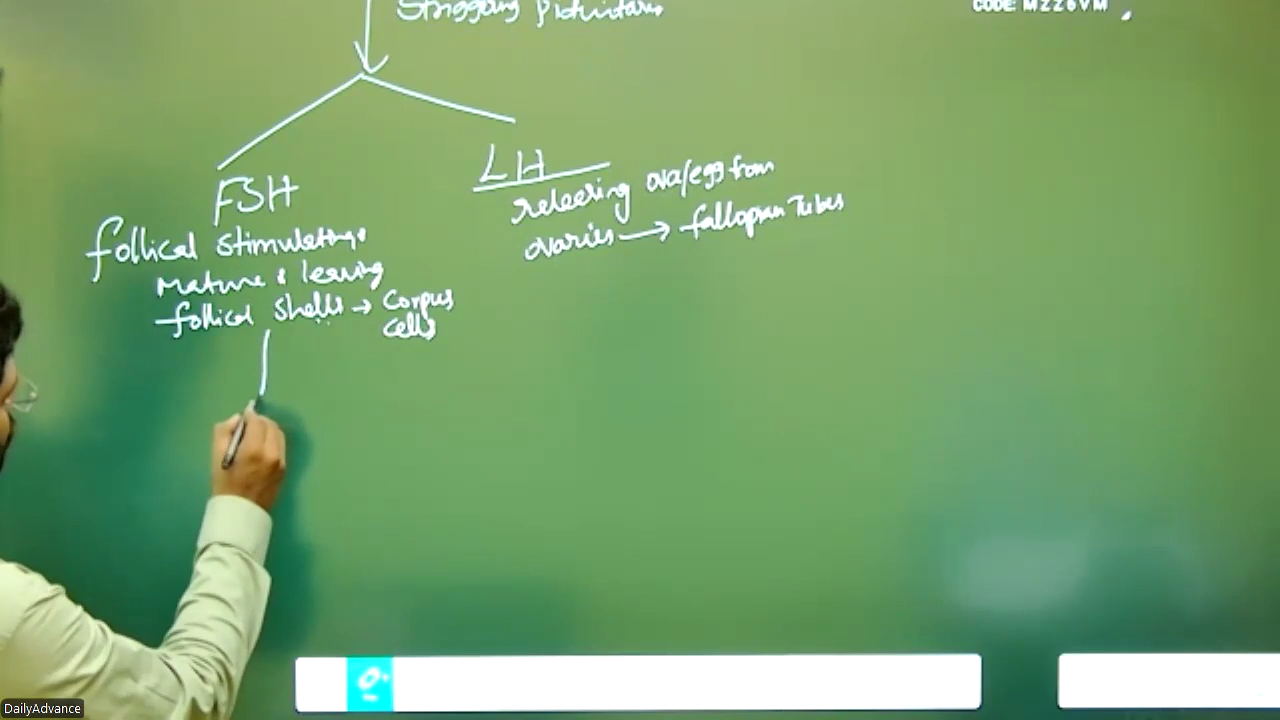 CODE: MZZ6VM
FSH
follical stimulating
mature & leaving
follical shells → Corpus
cells
LH
releering ova/egg from
ovaries → fallopian Tubes
DailyAdvance